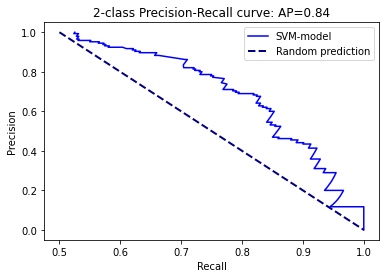 2-class Precision-Recall curve: AP=0.84
SVM-model
Random prediction
Precision
1.0
0.8
0.6
0.4
0.2
0.0
0.5 0.6 0.7 0.8 0.9 1.0
Recall